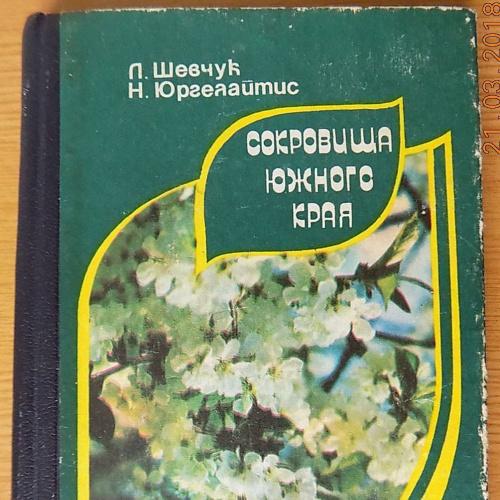 Л. Шевчук
Н. Юргелайтис
СОКРОВИЩА
ЮЖНОГО
КРАЯ
21 03 2018